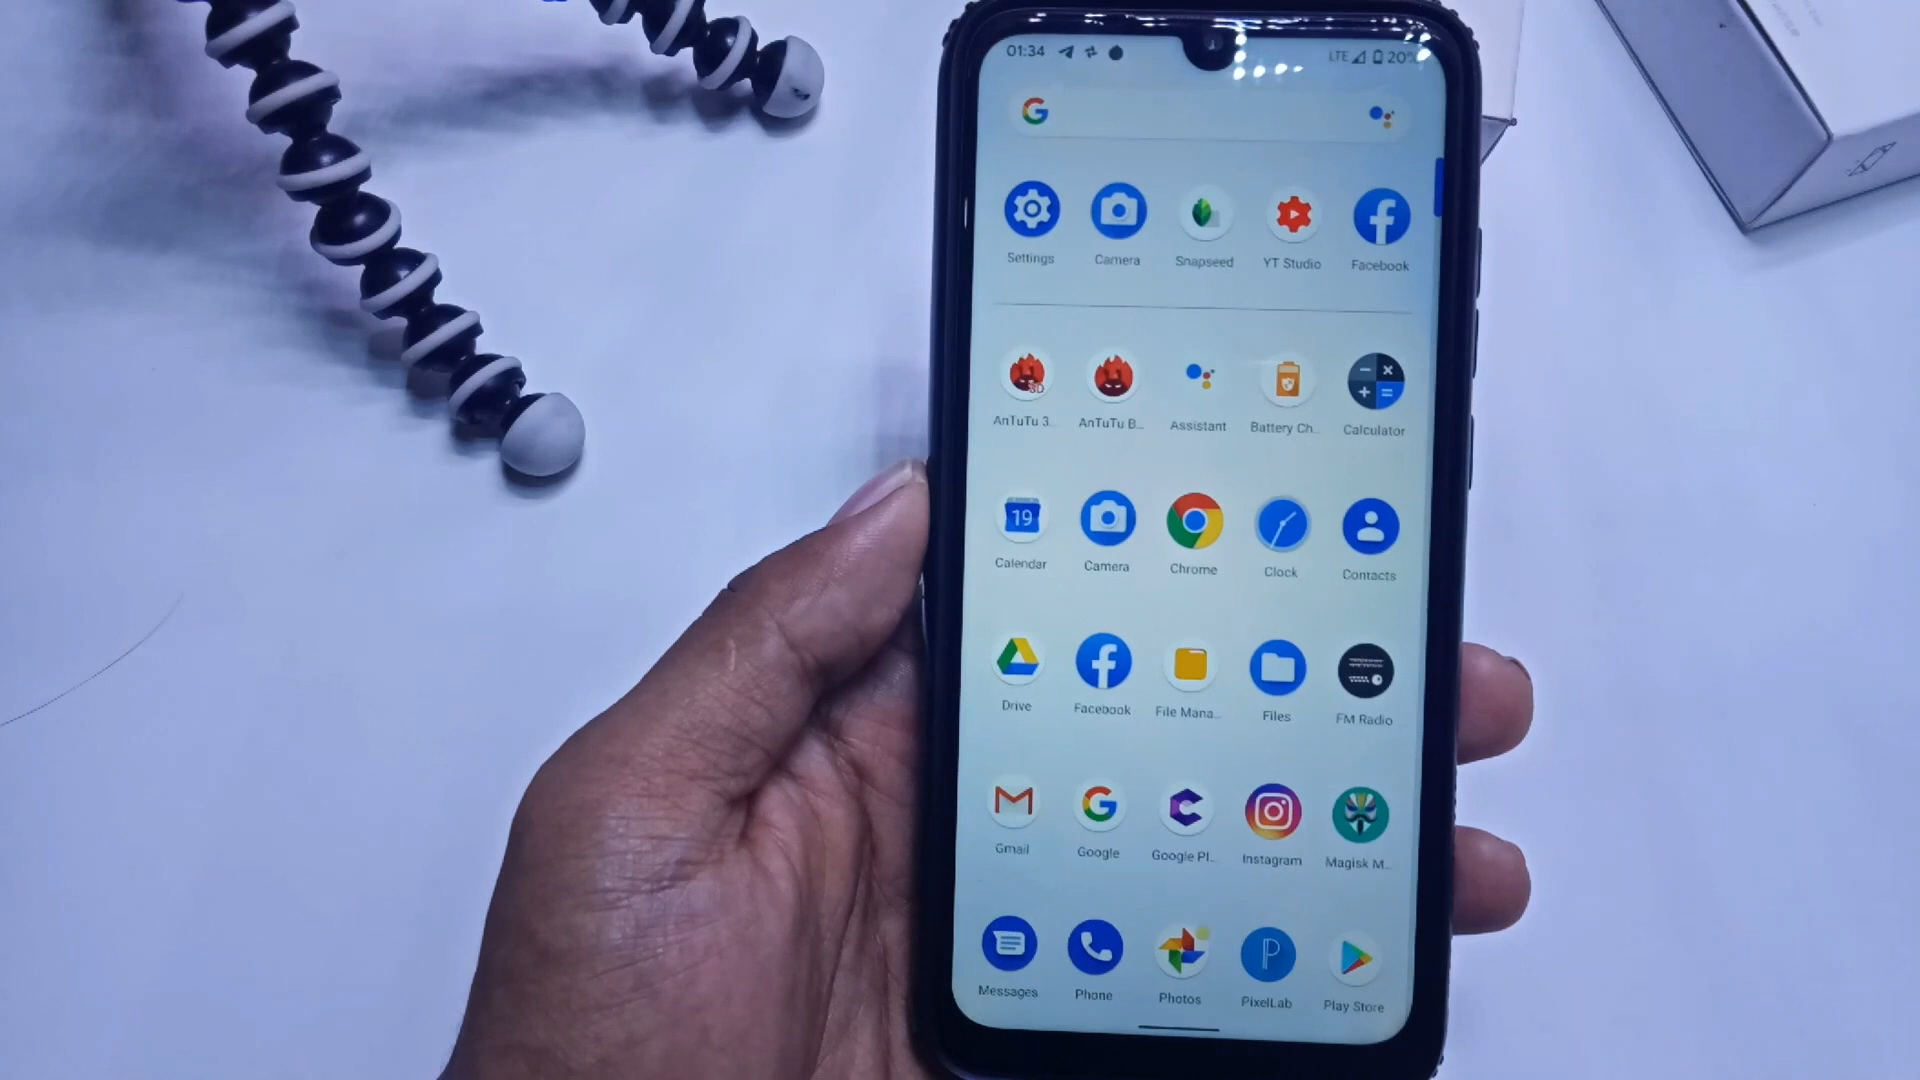 01:34 LTE 20%
G
Settings Camera Snapseed YT Studio Facebook
AnTuTu 3.. AnTuTu B.. Assistant Battery Ch.. Calculator
19
Calendar Camera Chrome Clock Contacts
Drive Facebook File Mana.. Files FM Radio
Gmail Google Google Pl.. Instagram Magisk M..
Messages Phone Photos PixelLab Play Store